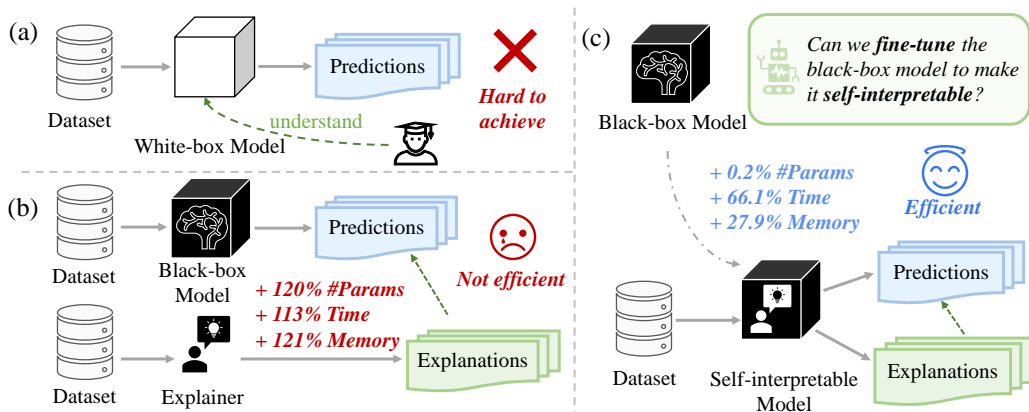 (a)
Dataset
White-box Model
understand
Predictions
Hard to
achieve
(b)
Dataset
Black-box
Model
Predictions
Not efficient
+ 120% #Params
+ 113% Time
+ 121% Memory
Dataset
Explainer
Explanations
(c)
Black-box Model
Can we fine-tune the
black-box model to make
it self-interpretable?
+ 0.2% #Params
+ 66.1% Time
+ 27.9% Memory
Efficient
Dataset
Self-interpretable
Model
Predictions
Explanations